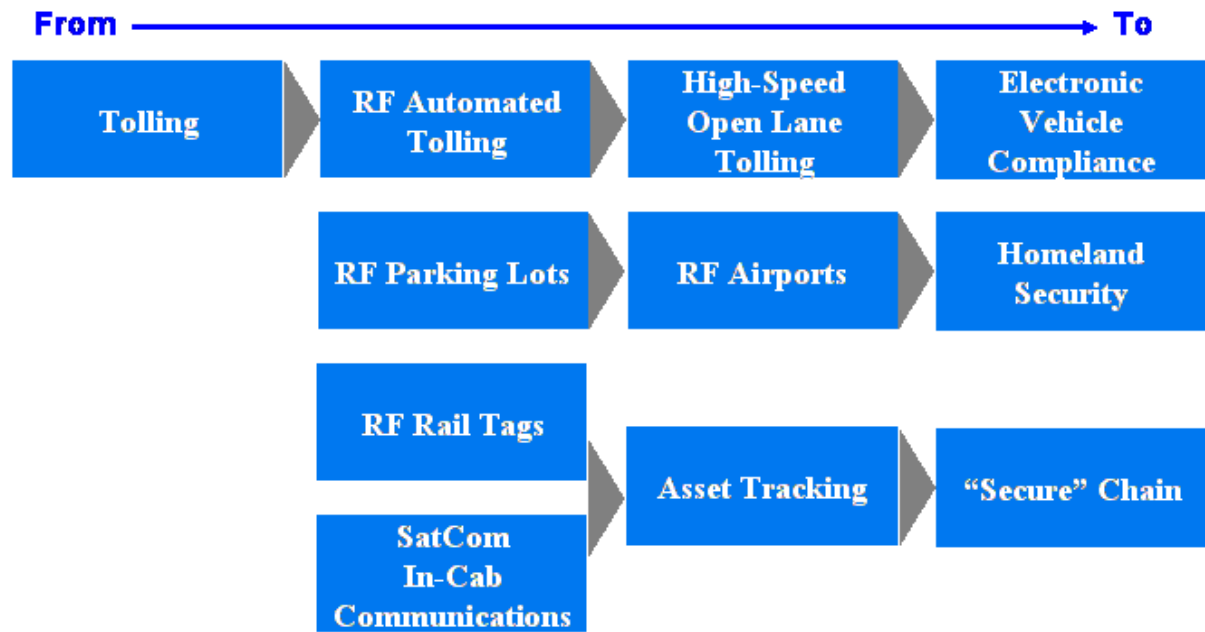 From To
Tolling
RF Automated
Tolling
High-Speed
Open Lane
Tolling
Electronic
Vehicle
Compliance
RF Parking Lots
RF Airports
Homeland
Security
RF Rail Tags
SatCom
In-Cab
Communications
Asset Tracking
“Secure” Chain